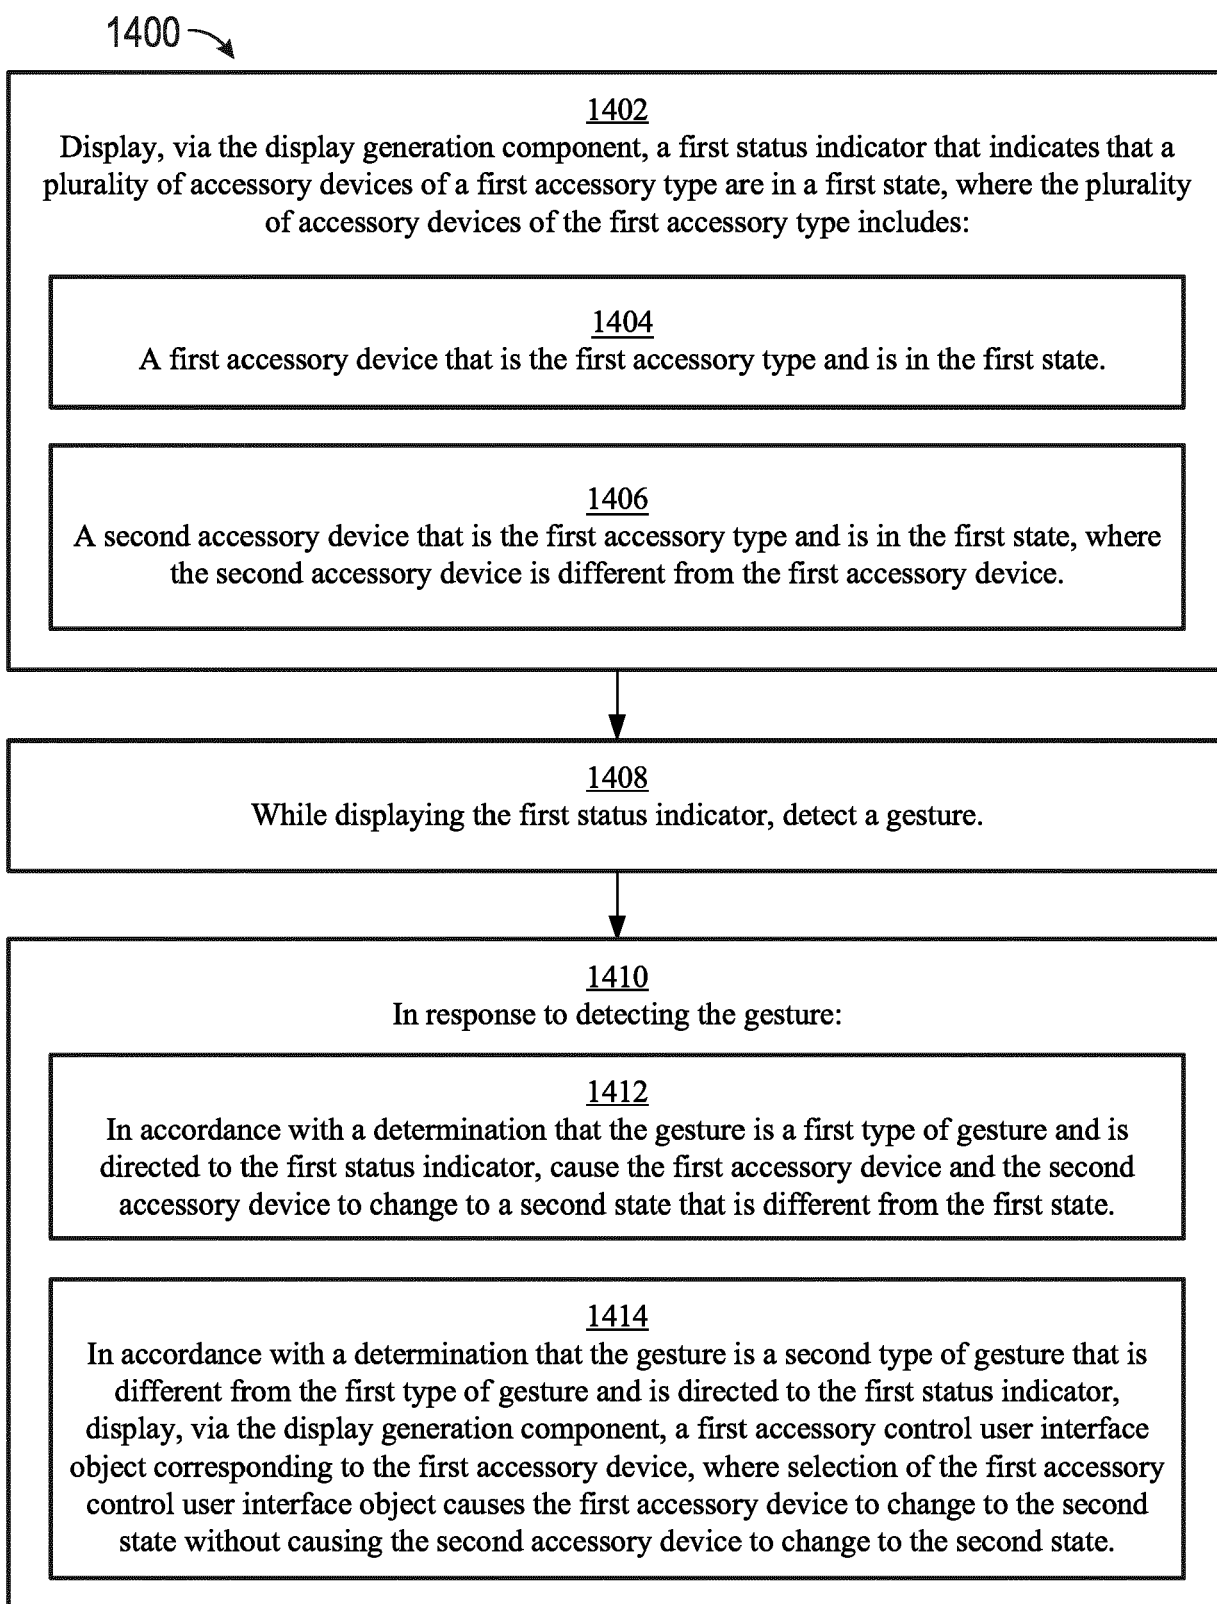 1400
1402
Display, via the display generation component, a first status indicator that indicates that a
plurality of accessory devices of a first accessory type are in a first state, where the plurality
of accessory devices of the first accessory type includes:
1404
A first accessory device that is the first accessory type and is in the first state.
1406
A second accessory device that is the first accessory type and is in the first state, where
the second accessory device is different from the first accessory device.
1408
While displaying the first status indicator, detect a gesture.
1410
In response to detecting the gesture:
1412
In accordance with a determination that the gesture is a first type of gesture and is
directed to the first status indicator, cause the first accessory device and the second
accessory device to change to a second state that is different from the first state.
1414
In accordance with a determination that the gesture is a second type of gesture that is
different from the first type of gesture and is directed to the first status indicator,
display, via the display generation component, a first accessory control user interface
object corresponding to the first accessory device, where selection of the first accessory
control user interface object causes the first accessory device to change to the second
state without causing the second accessory device to change to the second state.